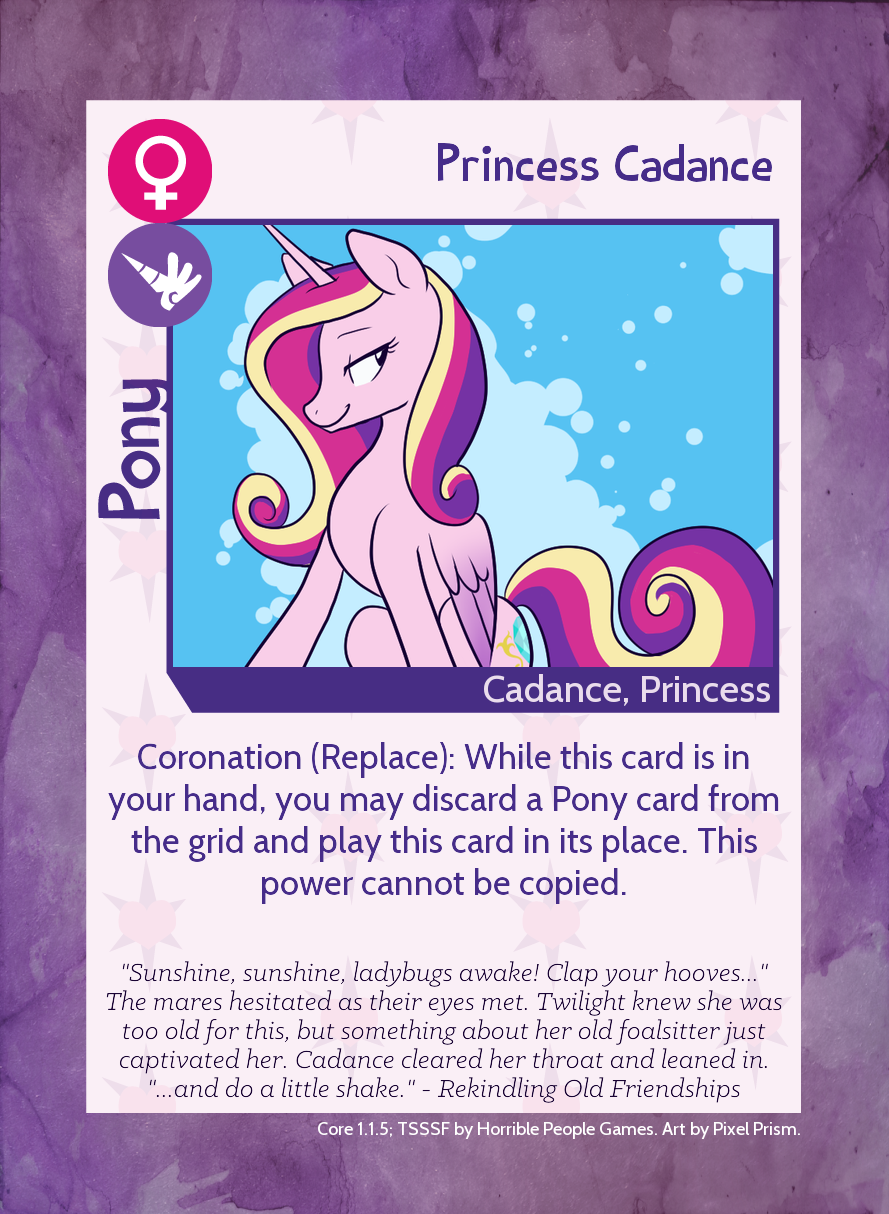 Princess Cadance
Pony
Cadance, Princess
Coronation (Replace): While this card is in
your hand, you may discard a Pony card from
the grid and play this card in its place. This
power cannot be copied.
"Sunshine, sunshine, ladybugs awake! Clap your hooves..."
The mares hesitated as their eyes met. Twilight knew she was
too old for this, but something about her old foalsitter just
captivated her. Cadance cleared her throat and leaned in.
"...and do a little shake." - Rekindling Old Friendships
Core 1.1.5; TSSSF by Horrible People Games. Art by Pixel Prism.